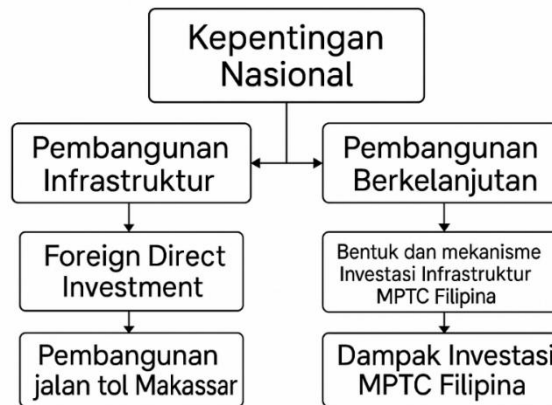 Kepentingan
Nasional
Pembangunan
Infrastruktur
Pembangunan
Berkelanjutan
Foreign Direct
Investment
Bentuk dan mekanisme
Investasi Infrastruktur
MPTC Filipina
Pembangunan
jalan tol Makassar
Dampak Investasi
MPTC Filipina